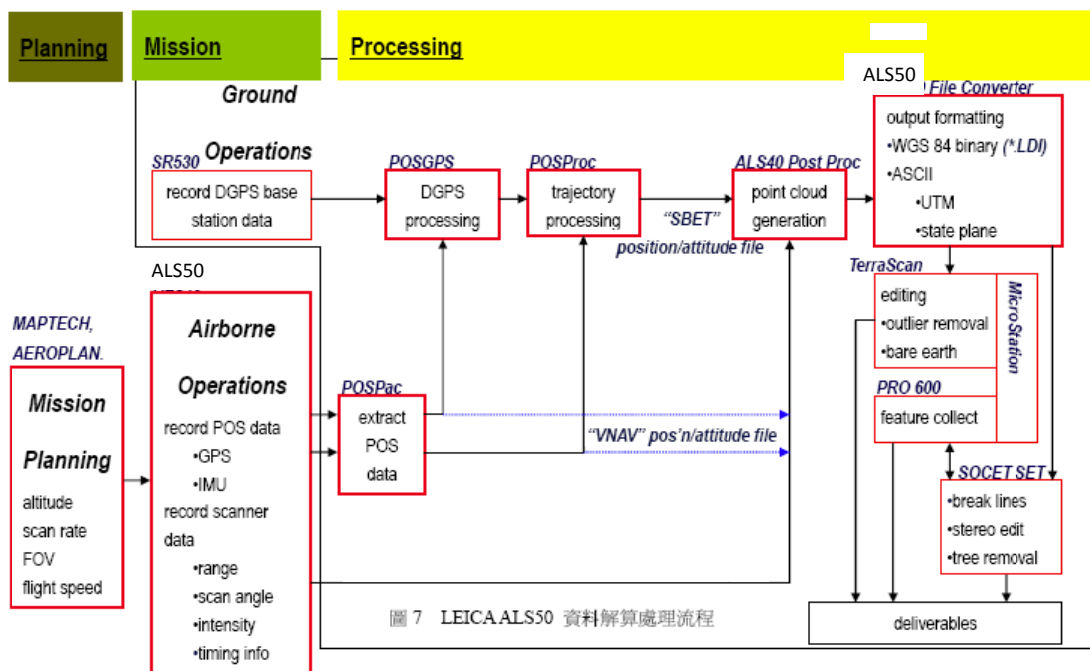 Planning
Mission
Processing
Ground
Operations
SR530
record DGPS base
station data
POSGPS
DGPS
processing
POSProc
trajectory
processing
"SBET"
position/attitude file
ALS40 Post Proc
point cloud
generation
ALS50
File Converter
output formatting
•WGS 84 binary (*.LDI)
•ASCII
•UTM
•state plane
TerraScan
editing
•outlier removal
•bare earth
MicroStation
PRO 600
feature collect
SOCET SET
•break lines
•stereo edit
•tree removal
deliverables
MAPTECH,
AEROPLAN.
Mission
Planning
altitude
scan rate
FOV
flight speed
ALS50
Airborne
Operations
record POS data
•GPS
•IMU
record scanner
data
•range
•scan angle
•intensity
•timing info
POSPac
extract
POS
data
"VNAV" pos'n/attitude file
圖 7 LEICA ALS50 資料解算處理流程